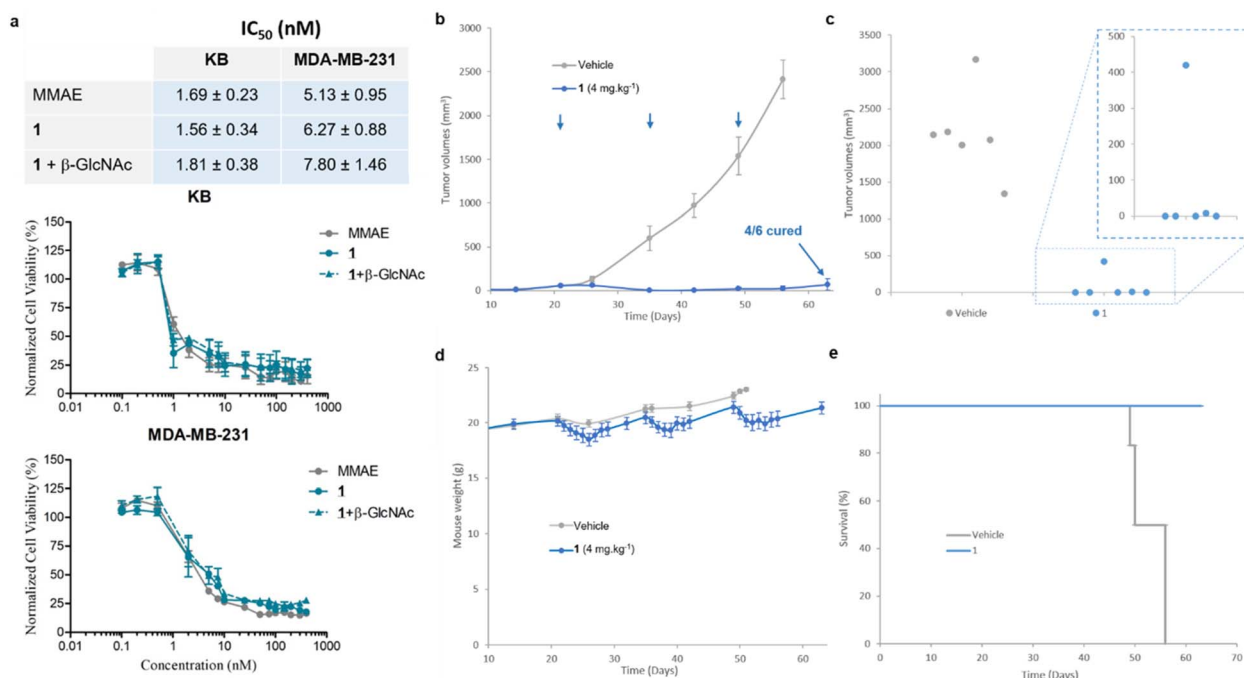 a
IC50 (nM)
KB MDA-MB-231
MMAE 1.69 ± 0.23 5.13 ± 0.95
1 1.56 ± 0.34 6.27 ± 0.88
1 + β-GlcNAc 1.81 ± 0.38 7.80 ± 1.46
KB
Normalized Cell Viability (%)
150
125
100
75
50
25
0
0.01 0.1 1 10 100 1000
MMAE
1
1+β-GlcNAc
MDA-MB-231
Normalized Cell Viability (%)
150
125
100
75
50
25
0
0.01 0.1 1 10 100 1000
MMAE
1
1+β-GlcNAc
Concentration (nM)
b
Tumor volumes (mm³)
3000
2500
2000
1500
1000
500
0
10 20 30 40 50 60
Time (Days)
Vehicle
1 (4 mg.kg-1)
4/6 cured
c
Tumor volumes (mm³)
3500
3000
2500
2000
1500
1000
500
0
Vehicle
1
500
400
300
200
100
0
d
Mouse weight (g)
25
20
15
10
5
0
10 20 30 40 50 60
Time (Days)
Vehicle
1 (4 mg.kg-1)
e
Survival (%)
100
80
60
40
20
0
0 10 20 30 40 50 60 70
Time (Days)
Vehicle
1